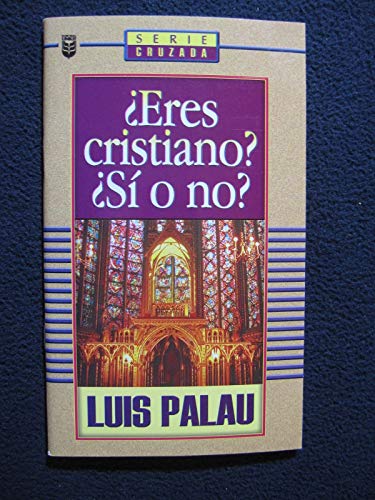 SERIE
CRUZADA
¿Eres
cristiano?
¿Sí o no?
LUIS PALAU